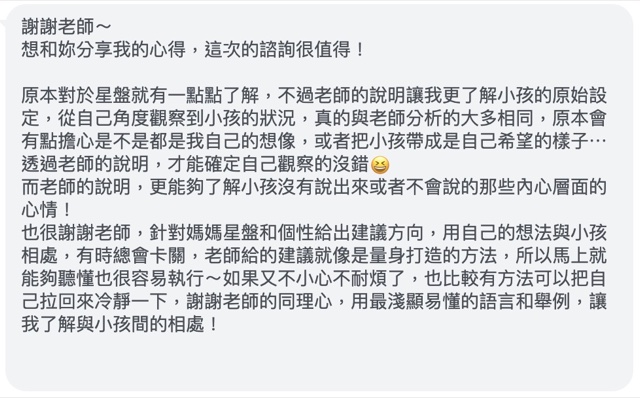 謝謝老師～
想和妳分享我的心得，這次的諮詢很值得！
原本對於星盤就有一點點了解，不過老師的說明讓我更了解小孩的原始設
定，從自己角度觀察到小孩的狀況，真的與老師分析的大多相同，原本會
有點擔心是不是都是我自己的想像，或者把小孩帶成是自己希望的樣子⋯
透過老師的說明，才能確定自己觀察的沒錯😆
而老師的說明，更能夠了解小孩沒有說出來或者不會說的那些內心層面的
心情！
也很謝謝老師，針對媽媽星盤和個性給出建議方向，用自己的想法與小孩
相處，有時總會卡關，老師給的建議就像是量身打造的方法，所以馬上就
能夠聽懂也很容易執行～如果又不小心不耐煩了，也比較有方法可以把自
己拉回來冷靜一下，謝謝老師的同理心，用最淺顯易懂的語言和舉例，讓
我了解與小孩間的相處！